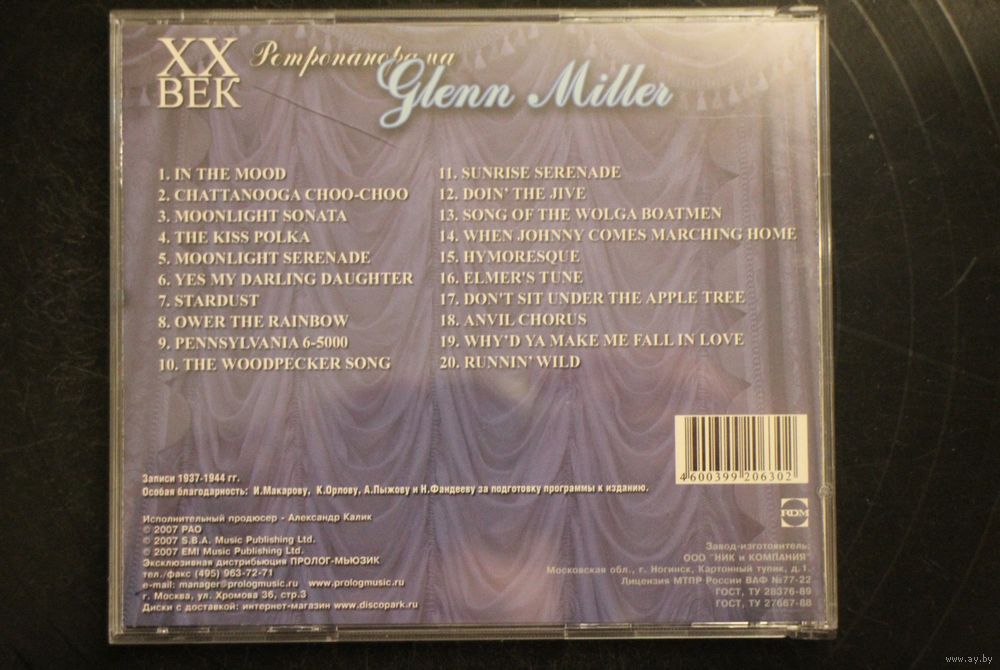 XX
ВЕК
Ретропанорама
Glenn Miller
1. IN THE MOOD
2. CHATTANOOGA CHOO-CHOO
3. MOONLIGHT SONATA
4. THE KISS POLKA
5. MOONLIGHT SERENADE
6. YES MY DARLING DAUGHTER
7. STARDUST
8. OWER THE RAINBOW
9. PENNSYLVANIA 6-5000
10. THE WOODPECKER SONG
11. SUNRISE SERENADE
12. DOIN' THE JIVE
13. SONG OF THE WOLGA BOATMEN
14. WHEN JOHNNY COMES MARCHING HOME
15. HYMORESQUE
16. ELMER'S TUNE
17. DON'T SIT UNDER THE APPLE TREE
18. ANVIL CHORUS
19. WHY'D YA MAKE ME FALL IN LOVE
20. RUNNIN' WILD
4600399206302
RDM
Записи 1937-1944 гг.
Особая благодарность: И.Макарову, К.Орлову, А.Пыжову и Н.Фандееву за подготовку программы к изданию.
Исполнительный продюсер - Александр Калик
© 2007 РАО
© 2007 S.B.A. Music Publishing Ltd.
© 2007 EMI Music Publishing Ltd.
Эксклюзивная дистрибьюция ПРОЛОГ-МЬЮЗИК
тел./факс (495) 963-72-71
e-mail: manager@prologmusic.ru www.prologmusic.ru
г. Москва, ул. Хромова 36, стр.3
Диски с доставкой: интернет-магазин www.discopark.ru
Завод-изготовитель:
ООО "НИК и КОМПАНИЯ"
Московская обл., г. Ногинск, Картонный тупик, д.1.
Лицензия МТПР России ВАФ №77-22
ГОСТ, ТУ 28376-89
ГОСТ, ТУ 27667-88
www.ay.by